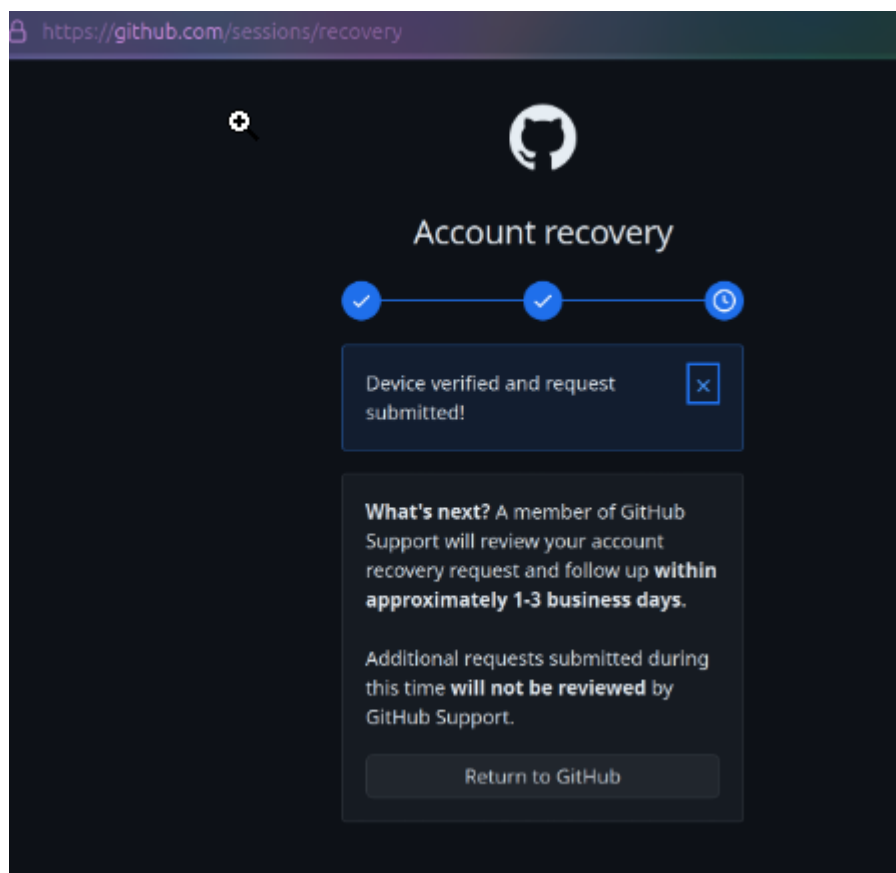 https://github.com/sessions/recovery
Account recovery
Device verified and request
submitted!
What's next? A member of GitHub
Support will review your account
recovery request and follow up within
approximately 1-3 business days.
Additional requests submitted during
this time will not be reviewed by
GitHub Support.
Return to GitHub